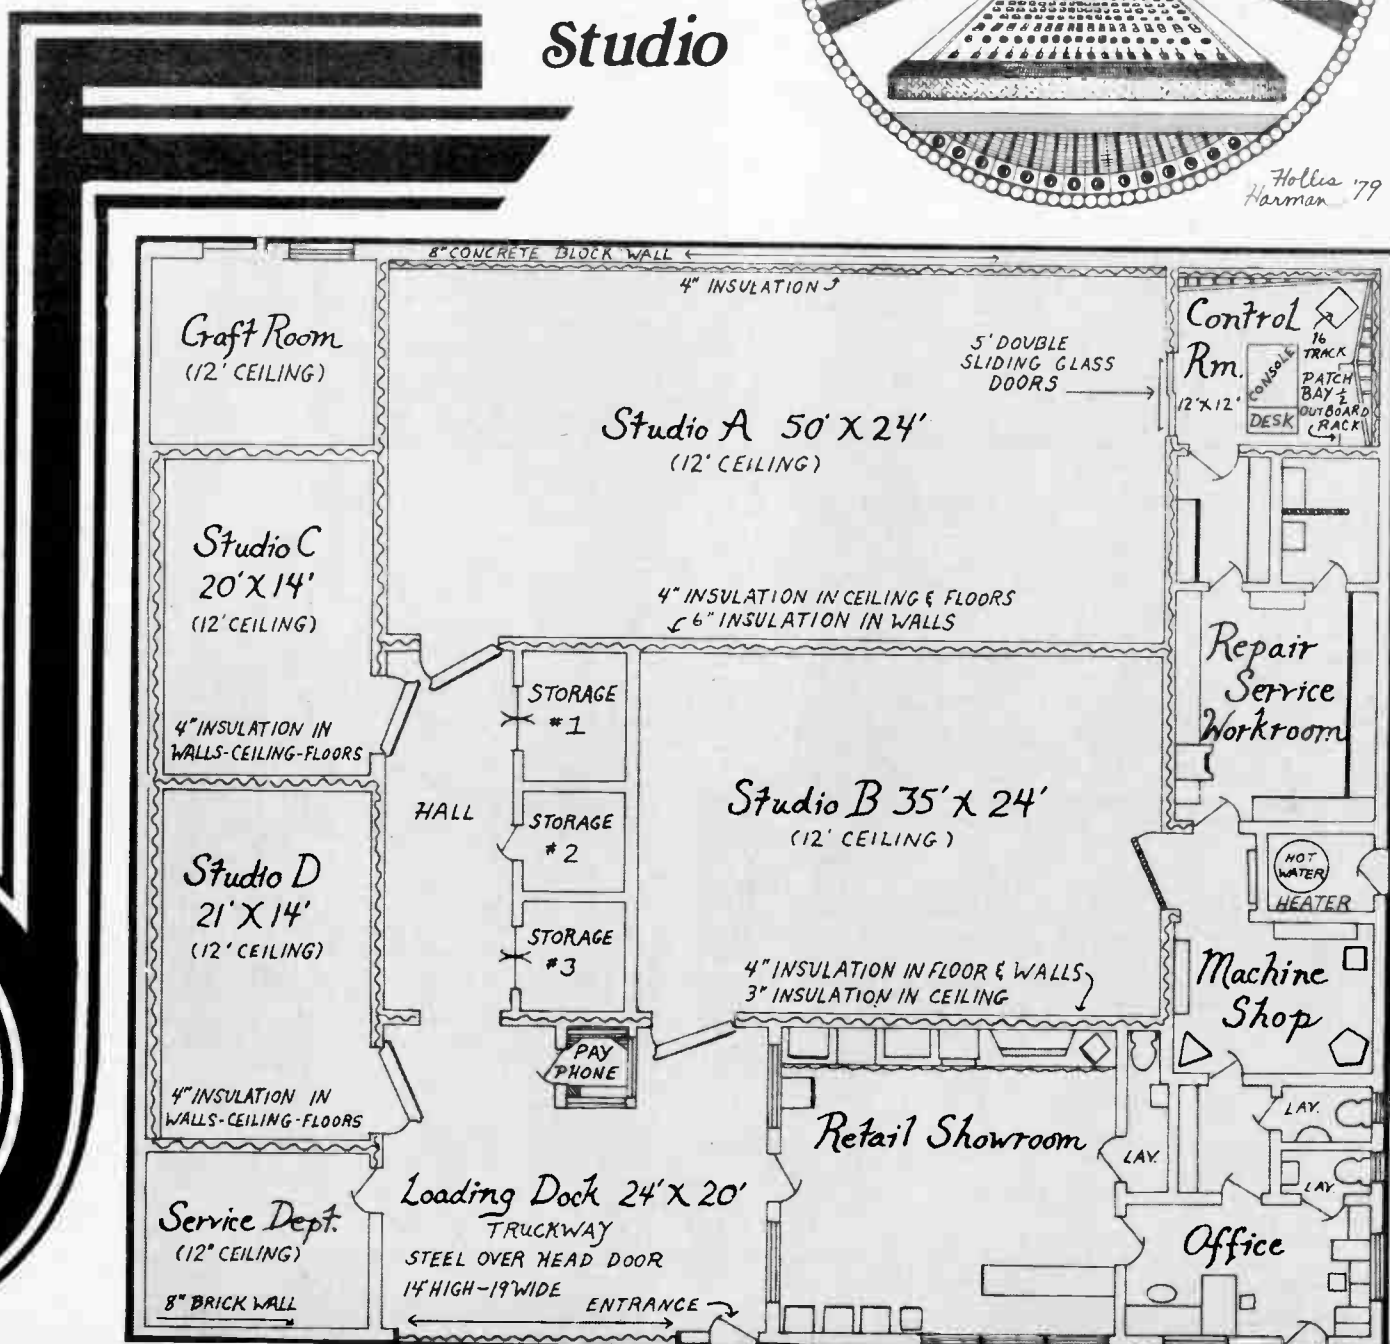 Studio
Hollis
Harman '79
8" CONCRETE BLOCK WALL
4" INSULATION
Craft Room
(12' CEILING)
5' DOUBLE
SLIDING GLASS
DOORS
Control
Rm.
12' X 12'
16
TRACK
CONSOLE
DESK
PATCH
BAY ½
OUTBOARD
RACK
Studio A 50' X 24'
(12' CEILING)
Studio C
20' X 14'
(12' CEILING)
4" INSULATION IN
WALLS-CEILING-FLOORS
4" INSULATION IN CEILING & FLOORS
6" INSULATION IN WALLS
Repair
Service
Workroom
STORAGE
#1
HALL
STORAGE
#2
STORAGE
#3
Studio B 35' X 24'
(12' CEILING)
4" INSULATION IN FLOOR & WALLS
3" INSULATION IN CEILING
HOT
WATER
HEATER
Studio D
21' X 14'
(12' CEILING)
4" INSULATION IN
WALLS-CEILING-FLOORS
Machine
Shop
PAY
PHONE
Retail Showroom
LAV.
LAV.
LAV.
Service Dept.
(12" CEILING)
8" BRICK WALL
Loading Dock 24' X 20'
TRUCKWAY
STEEL OVER HEAD DOOR
14' HIGH-19' WIDE
ENTRANCE
Office